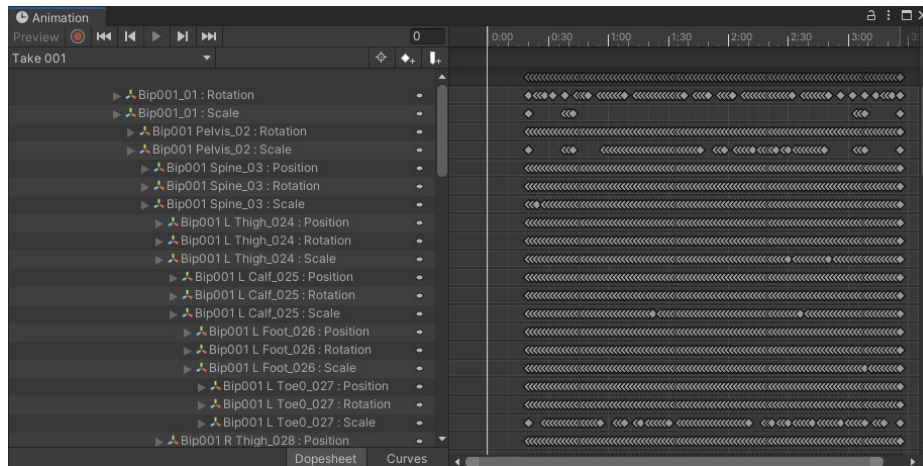 Animation
Preview 0 0:00 0:30 1:00 1:30 2:00 2:30 3:00 3:
Take 001
Bip001_01 : Rotation
Bip001_01 : Scale
Bip001 Pelvis_02 : Rotation
Bip001 Pelvis_02 : Scale
Bip001 Spine_03 : Position
Bip001 Spine_03 : Rotation
Bip001 Spine_03 : Scale
Bip001 L Thigh_024 : Position
Bip001 L Thigh_024 : Rotation
Bip001 L Thigh_024 : Scale
Bip001 L Calf_025 : Position
Bip001 L Calf_025 : Rotation
Bip001 L Calf_025 : Scale
Bip001 L Foot_026 : Position
Bip001 L Foot_026 : Rotation
Bip001 L Foot_026 : Scale
Bip001 L Toe0_027 : Position
Bip001 L Toe0_027 : Rotation
Bip001 L Toe0_027 : Scale
Bip001 R Thigh_028 : Position
Dopesheet Curves